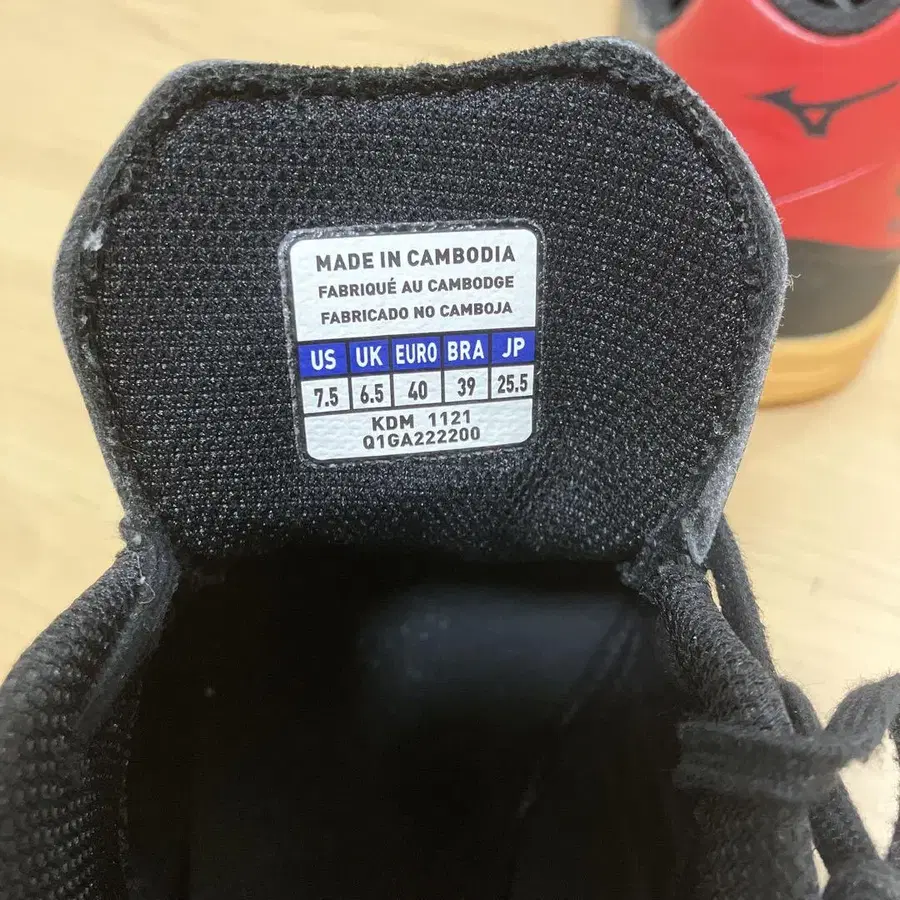 MADE IN CAMBODIA
FABRIQUÉ AU CAMBODGE
FABRICADO NO CAMBOJA
US UK EURO BRA JP
7.5 6.5 40 39 25.5
KDM 1121
Q1GA222200